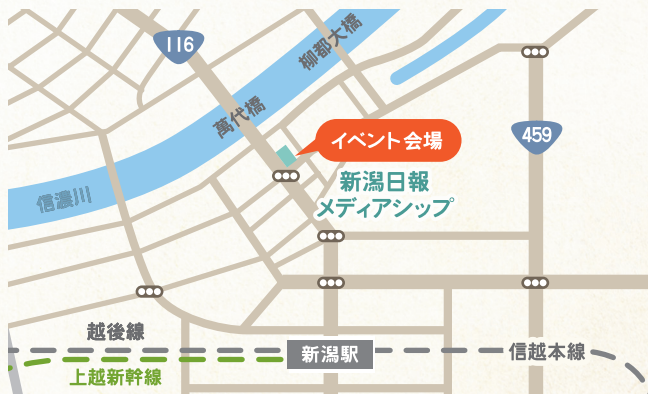 116
柳都大橋
萬代橋
イベント会場
459
新潟日報
メディアシップ
信濃川
越後線
新潟駅
信越本線
上越新幹線